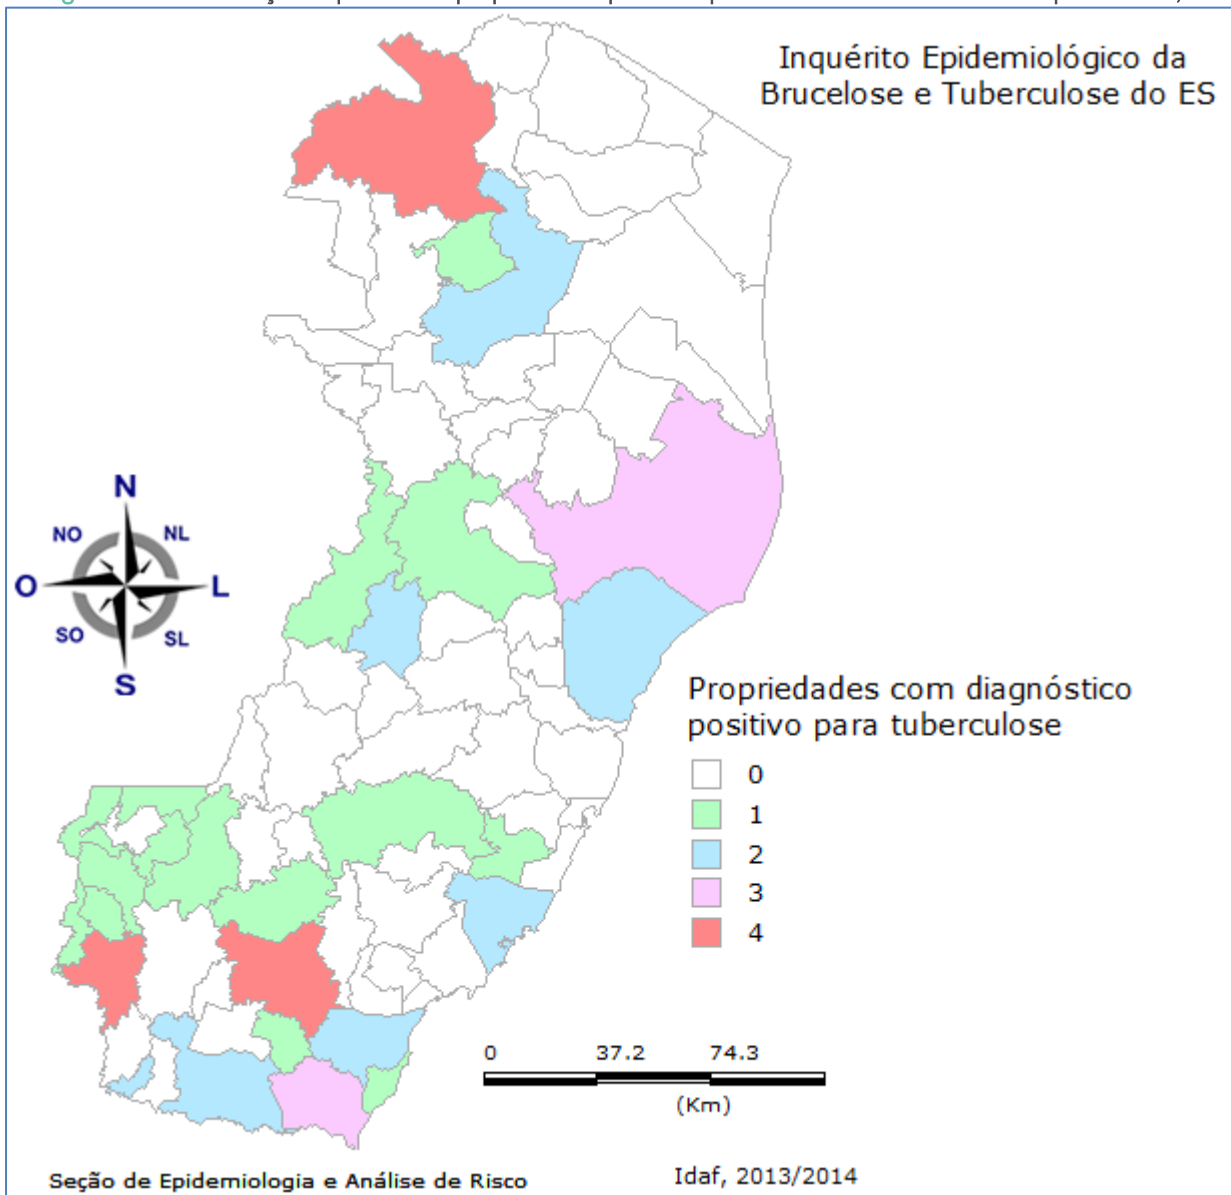 Inquérito Epidemiológico da
Brucelose e Tuberculose do ES
N
NO NL
O L
SO SL
S
Propriedades com diagnóstico
positivo para tuberculose
0
1
2
3
4
0 37.2 74.3
(Km)
Seção de Epidemiologia e Análise de Risco
Idaf, 2013/2014